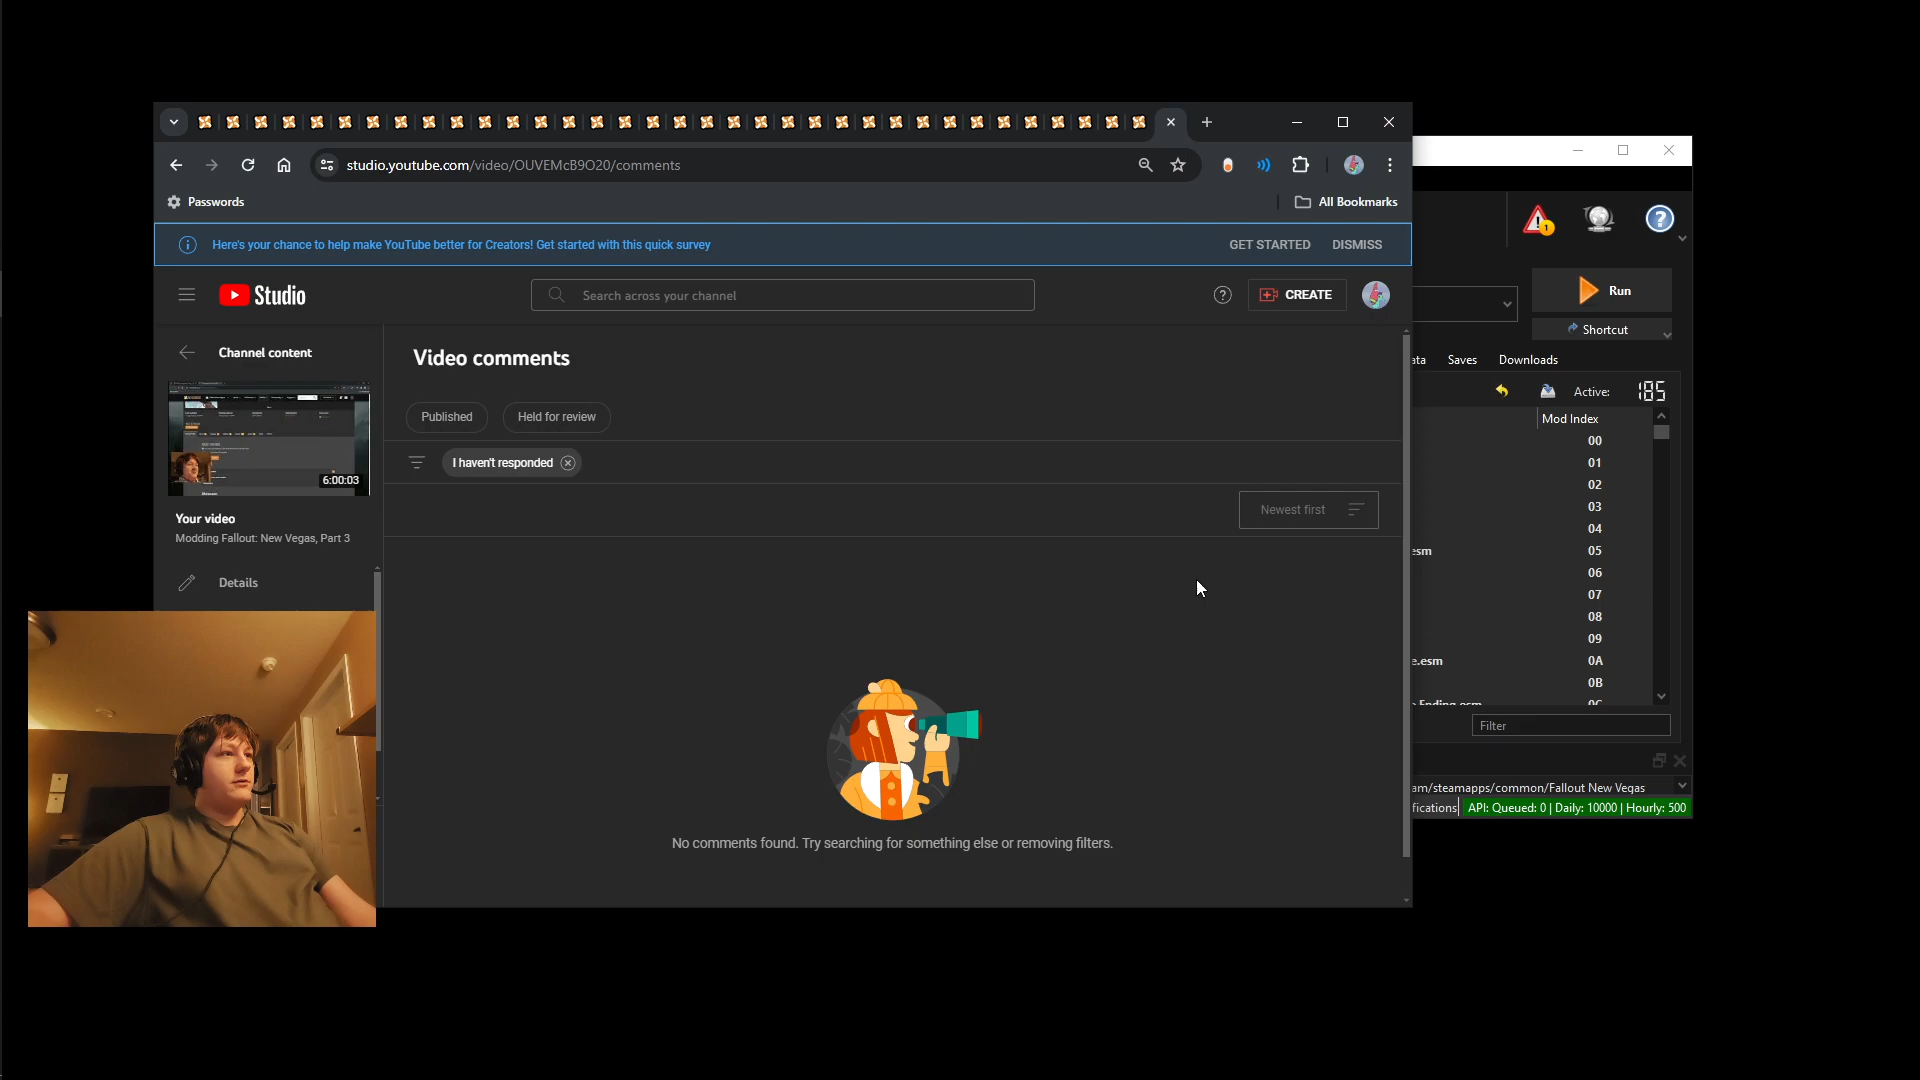 studio.youtube.com/video/OUVEMcB9O20/comments
Passwords
All Bookmarks
Here's your chance to help make YouTube better for Creators! Get started with this quick survey
GET STARTED
DISMISS
Studio
Search across your channel
CREATE
Channel content
6:00:03
Your video
Modding Fallout: New Vegas, Part 3
Details
Video comments
Published
Held for review
I haven't responded
Newest first
No comments found. Try searching for something else or removing filters.
1
Run
Shortcut
ata
Saves
Downloads
Active:
185
Mod Index
00
01
02
03
04
esm
05
06
07
08
09
e.esm
0A
0B
Ending.esm
0C
Filter
am/steamapps/common/Fallout New Vegas
fications
API: Queued: 0 | Daily: 10000 | Hourly: 500